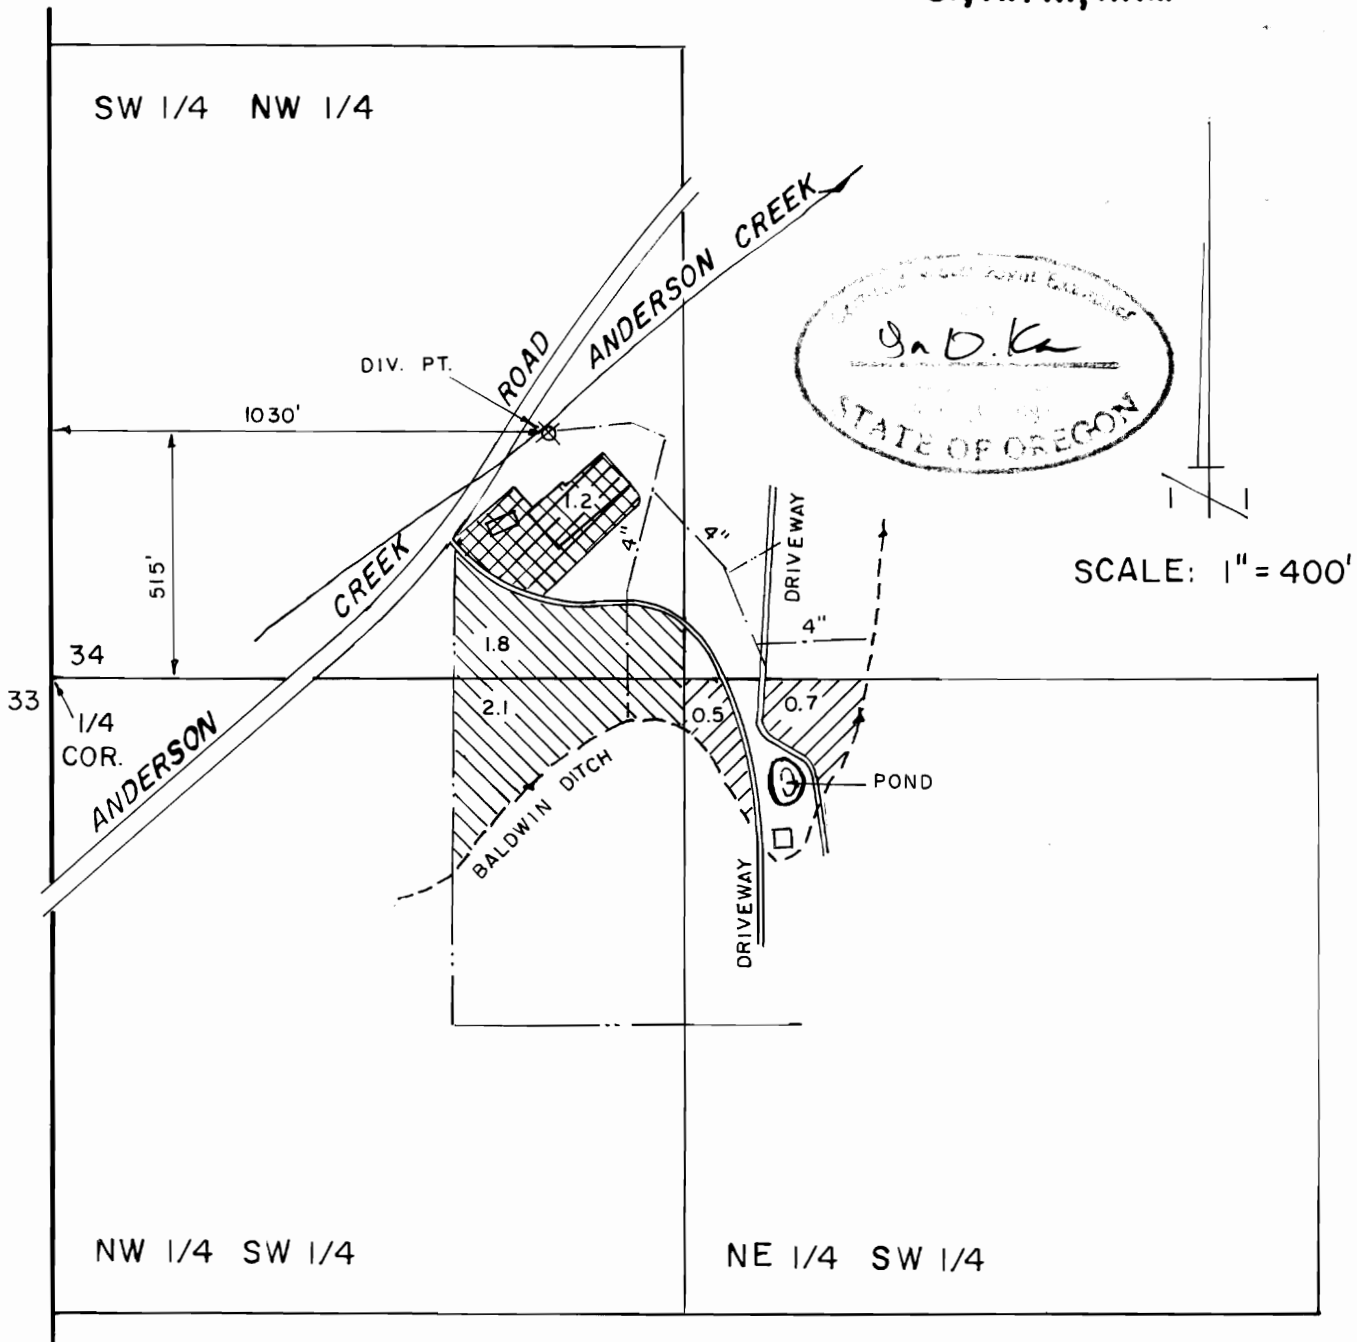 SW 1/4 NW 1/4
ANDERSON CREEK
DIV. PT.
ROAD
1030'
STATE OF OREGON
1.2
4"
4"
DRIVEWAY
515'
CREEK
SCALE: 1" = 400'
1.8
4"
34
33
2.1
0.5
0.7
1/4
COR.
ANDERSON
BALDWIN DITCH
POND
DRIVEWAY
NW 1/4 SW 1/4
NE 1/4 SW 1/4